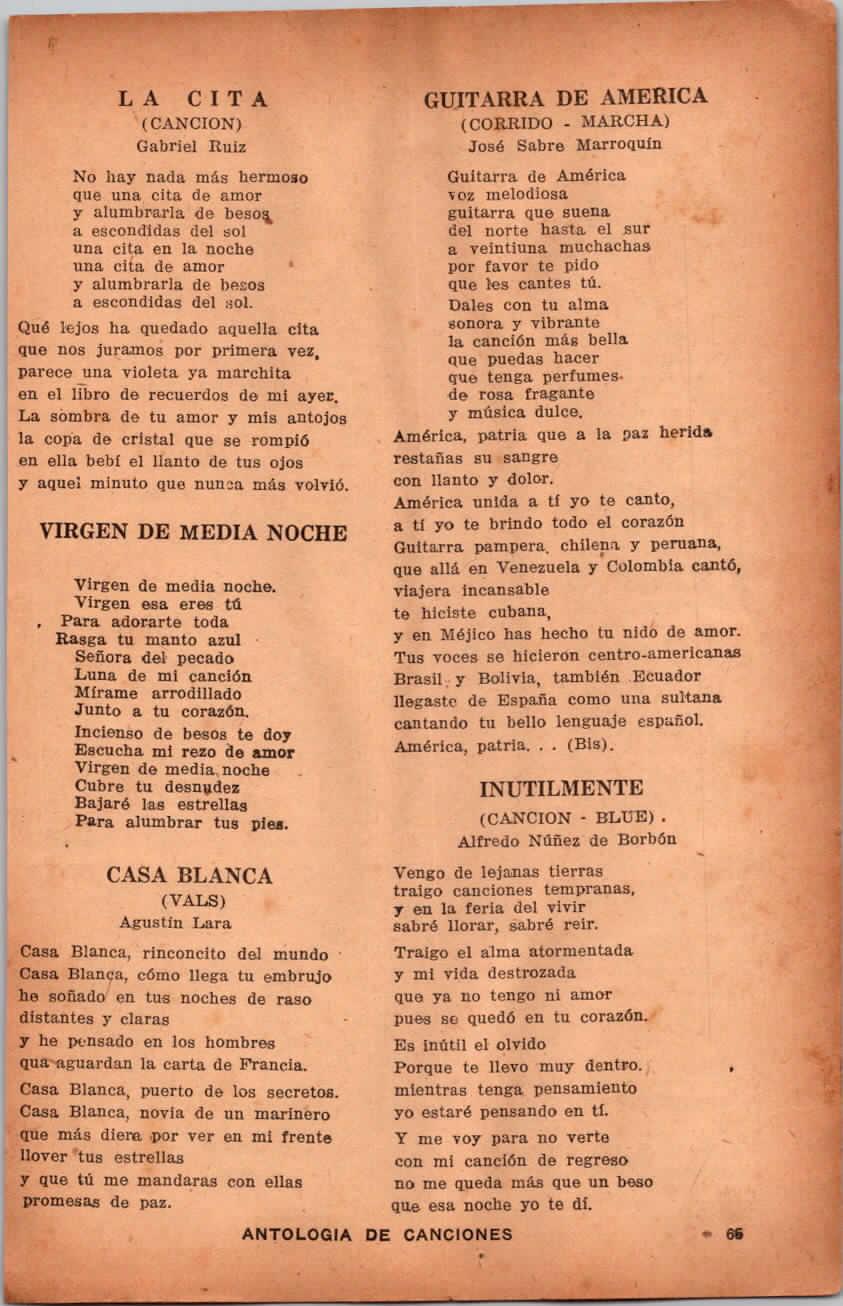 LA CITA
(CANCION)
Gabriel Ruiz
No hay nada más hermoso
que una cita de amor
y alumbrarla de besos
a escondidas del sol
una cita en la noche
una cita de amor
y alumbrarla de besos
a escondidas del sol.
Qué lejos ha quedado aquella cita
que nos juramos por primera vez,
parece una violeta ya marchita
en el libro de recuerdos de mi ayer.
La sombra de tu amor y mis antojos
la copa de cristal que se rompió
en ella bebí el llanto de tus ojos
y aquel minuto que nunca más volvió.
VIRGEN DE MEDIA NOCHE
Virgen de media noche.
Virgen esa eres tú
Para adorarte toda
Rasga tu manto azul
Señora del pecado
Luna de mi canción
Mírame arrodillado
Junto a tu corazón.
Incienso de besos te doy
Escucha mi rezo de amor
Virgen de media noche
Cubre tu desnudez
Bajaré las estrellas
Para alumbrar tus pies.
CASA BLANCA
(VALS)
Agustín Lara
Casa Blanca, rinconcito del mundo
Casa Blanca, cómo llega tu embrujo
he soñado en tus noches de raso
distantes y claras
y he pensado en los hombres
qua aguardan la carta de Francia.
Casa Blanca, puerto de los secretos.
Casa Blanca, novia de un marinero
que más diera por ver en mi frente
llover tus estrellas
y que tú me mandaras con ellas
promesas de paz.
GUITARRA DE AMERICA
(CORRIDO - MARCHA)
José Sabre Marroquín
Guitarra de América
voz melodiosa
guitarra que suena
del norte hasta el sur
a veintiuna muchachas
por favor te pido
que les cantes tú.
Dales con tu alma
sonora y vibrante
la canción más bella
que puedas hacer
que tenga perfumes
de rosa fragante
y música dulce.
América, patria que a la paz herida
restañas su sangre
con llanto y dolor.
América unida a tí yo te canto,
a tí yo te brindo todo el corazón
Guitarra pampera, chilena y peruana,
que allá en Venezuela y Colombia cantó,
viajera incansable
te hiciste cubana,
y en Méjico has hecho tu nido de amor.
Tus voces se hicieron centro-americanas
Brasil y Bolivia, también Ecuador
llegaste de España como una sultana
cantando tu bello lenguaje español.
América, patria. . . (Bis).
INUTILMENTE
(CANCION - BLUE).
Alfredo Núñez de Borbón
Vengo de lejanas tierras
traigo canciones tempranas,
y en la feria del vivir
sabré llorar, sabré reir.
Traigo el alma atormentada
y mi vida destrozada
que ya no tengo ni amor
pues se quedó en tu corazón.
Es inútil el olvido
Porque te llevo muy dentro.
mientras tenga pensamiento
yo estaré pensando en tí.
Y me voy para no verte
con mi canción de regreso
no me queda más que un beso
que esa noche yo te dí.
ANTOLOGIA DE CANCIONES